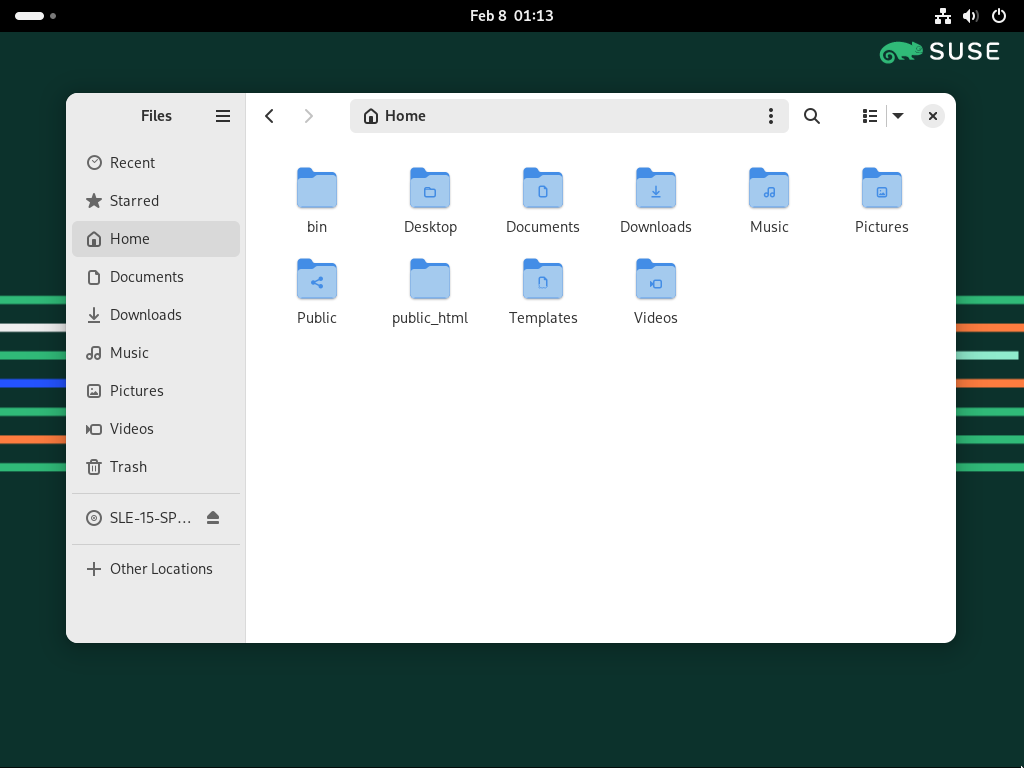 Feb 8 01:13
SUSE
Files
Home
Recent
Starred
Home
Documents
Downloads
Music
Pictures
Videos
Trash
SLE-15-SP…
Other Locations
bin
Desktop
Documents
Downloads
Music
Pictures
Public
public_html
Templates
Videos